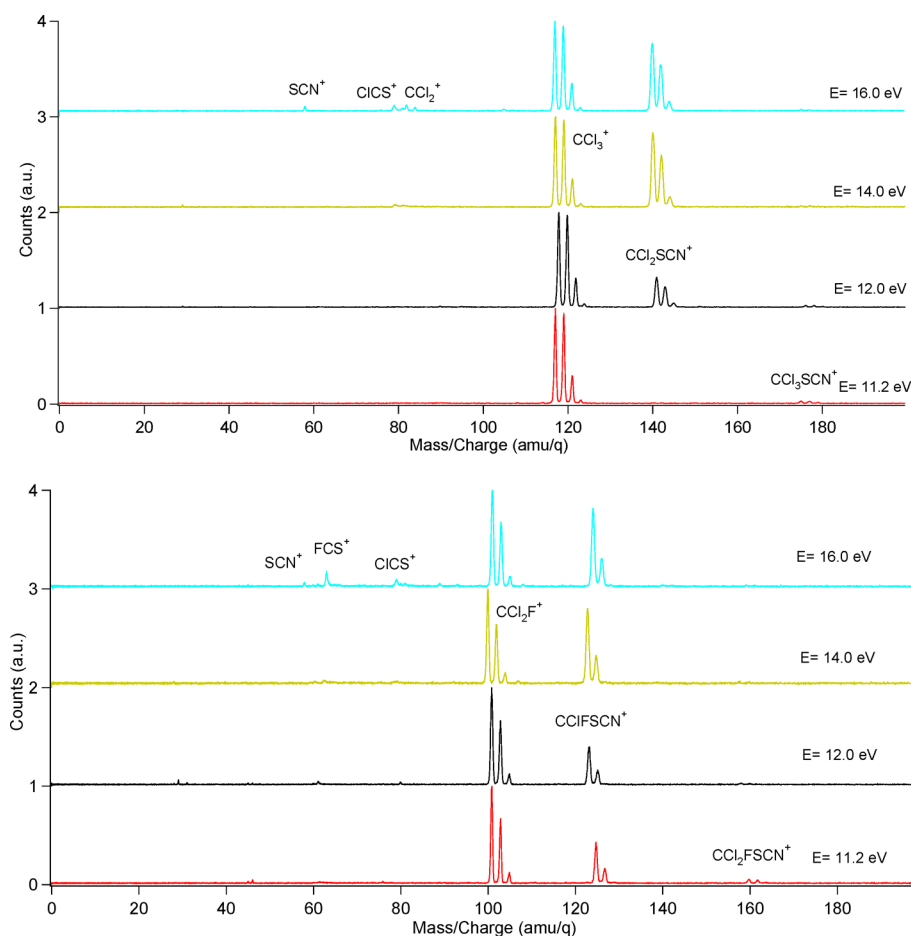 4
SCN⁺ ClCS⁺ CCl₂⁺ E= 16.0 eV
3
CCl₃⁺
E= 14.0 eV
2
Counts (a.u.)
CCl₂SCN⁺
E= 12.0 eV
1
CCl₃SCN⁺ E= 11.2 eV
0
0 20 40 60 80 100 120 140 160 180
Mass/Charge (amu/q)
4
SCN⁺ FCS⁺ ClCS⁺ E= 16.0 eV
3
CCl₂F⁺
E= 14.0 eV
2
Counts (a.u.)
CClFSCN⁺
E= 12.0 eV
1
CCl₂FSCN⁺ E= 11.2 eV
0
0 20 40 60 80 100 120 140 160 180
Mass/Charge (amu/q)